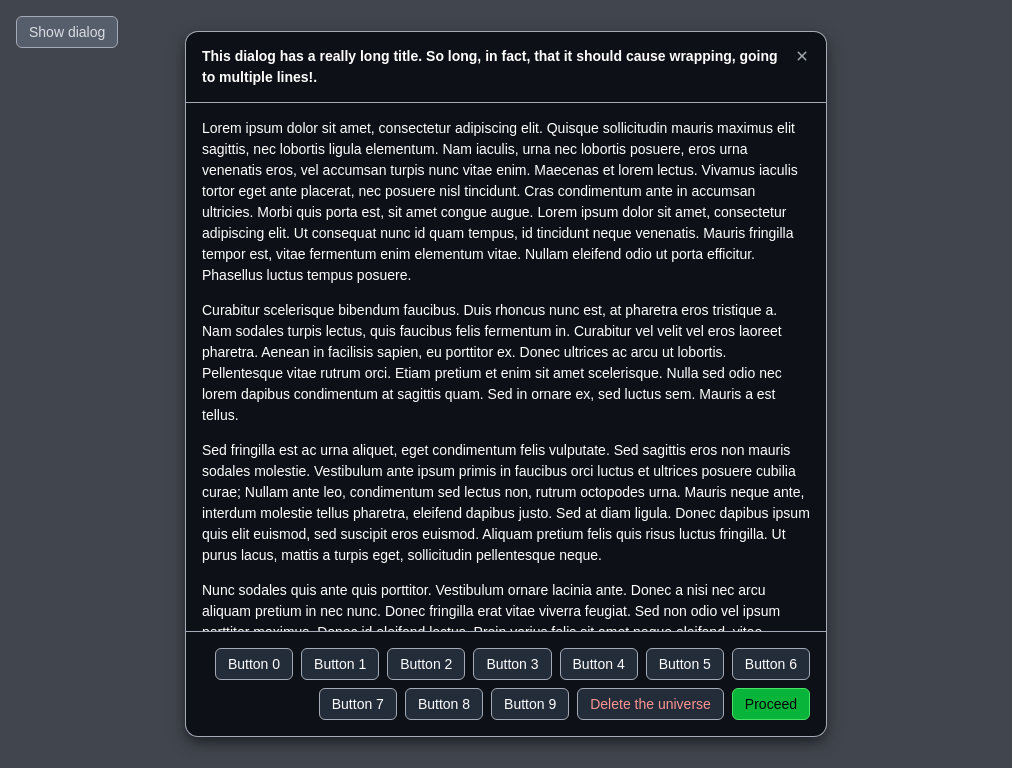 Show dialog
This dialog has a really long title. So long, in fact, that it should cause wrapping, going
to multiple lines!.
Lorem ipsum dolor sit amet, consectetur adipiscing elit. Quisque sollicitudin mauris maximus elit
sagittis, nec lobortis ligula elementum. Nam iaculis, urna nec lobortis posuere, eros urna
venenatis eros, vel accumsan turpis nunc vitae enim. Maecenas et lorem lectus. Vivamus iaculis
tortor eget ante placerat, nec posuere nisl tincidunt. Cras condimentum ante in accumsan
ultricies. Morbi quis porta est, sit amet congue augue. Lorem ipsum dolor sit amet, consectetur
adipiscing elit. Ut consequat nunc id quam tempus, id tincidunt neque venenatis. Mauris fringilla
tempor est, vitae fermentum enim elementum vitae. Nullam eleifend odio ut porta efficitur.
Phasellus luctus tempus posuere.
Curabitur scelerisque bibendum faucibus. Duis rhoncus nunc est, at pharetra eros tristique a.
Nam sodales turpis lectus, quis faucibus felis fermentum in. Curabitur vel velit vel eros laoreet
pharetra. Aenean in facilisis sapien, eu porttitor ex. Donec ultrices ac arcu ut lobortis.
Pellentesque vitae rutrum orci. Etiam pretium et enim sit amet scelerisque. Nulla sed odio nec
lorem dapibus condimentum at sagittis quam. Sed in ornare ex, sed luctus sem. Mauris a est
tellus.
Sed fringilla est ac urna aliquet, eget condimentum felis vulputate. Sed sagittis eros non mauris
sodales molestie. Vestibulum ante ipsum primis in faucibus orci luctus et ultrices posuere cubilia
curae; Nullam ante leo, condimentum sed lectus non, rutrum octopodes urna. Mauris neque ante,
interdum molestie tellus pharetra, eleifend dapibus justo. Sed at diam ligula. Donec dapibus ipsum
quis elit euismod, sed suscipit eros euismod. Aliquam pretium felis quis risus luctus fringilla. Ut
purus lacus, mattis a turpis eget, sollicitudin pellentesque neque.
Nunc sodales quis ante quis porttitor. Vestibulum ornare lacinia ante. Donec a nisi nec arcu
aliquam pretium in nec nunc. Donec fringilla erat vitae viverra feugiat. Sed non odio vel ipsum
porttitor maximus. Donec id eleifend lectus. Proin varius felis sit amet neque eleifend, vitae
Button 0 Button 1 Button 2 Button 3 Button 4 Button 5 Button 6
Button 7 Button 8 Button 9 Delete the universe Proceed